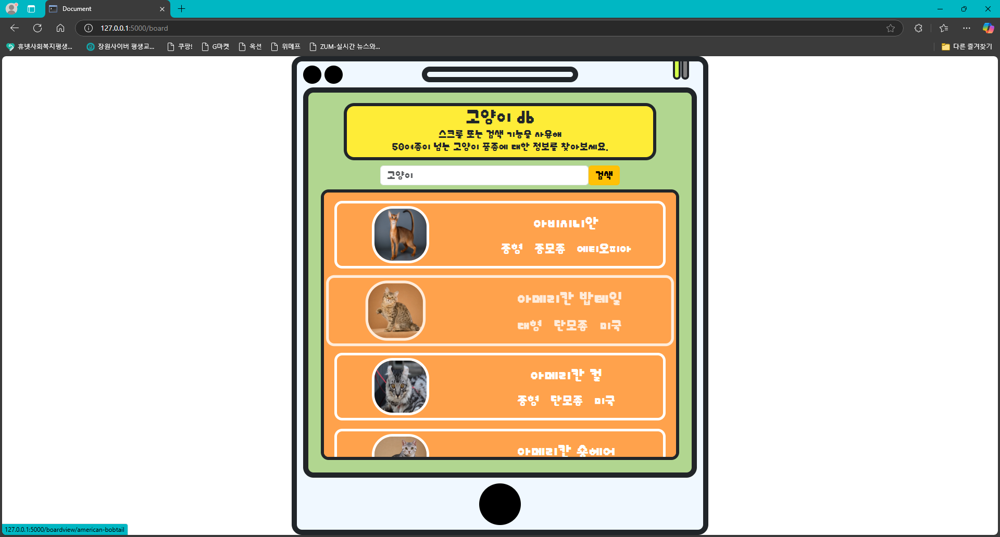 Document
127.0.0.1:5000/board
휴넷사회복지평생... 장원사이버 평생교... 쿠팡! G마켓 옥션 위메프 ZUM-실시간 뉴스와... 다른 즐겨찾기
고양이 db
스크롤 또는 검색 기능을 사용해
50여종이 넘는 고양이 품종에 대한 정보를 찾아보세요.
고양이 검색
아비시니안
중형 중모종 에티오피아
아메리칸 밥테일
대형 단모종 미국
아메리칸 컬
중형 단모종 미국
아메리칸 숏헤어
127.0.0.1:5000/boardview/american-bobtail